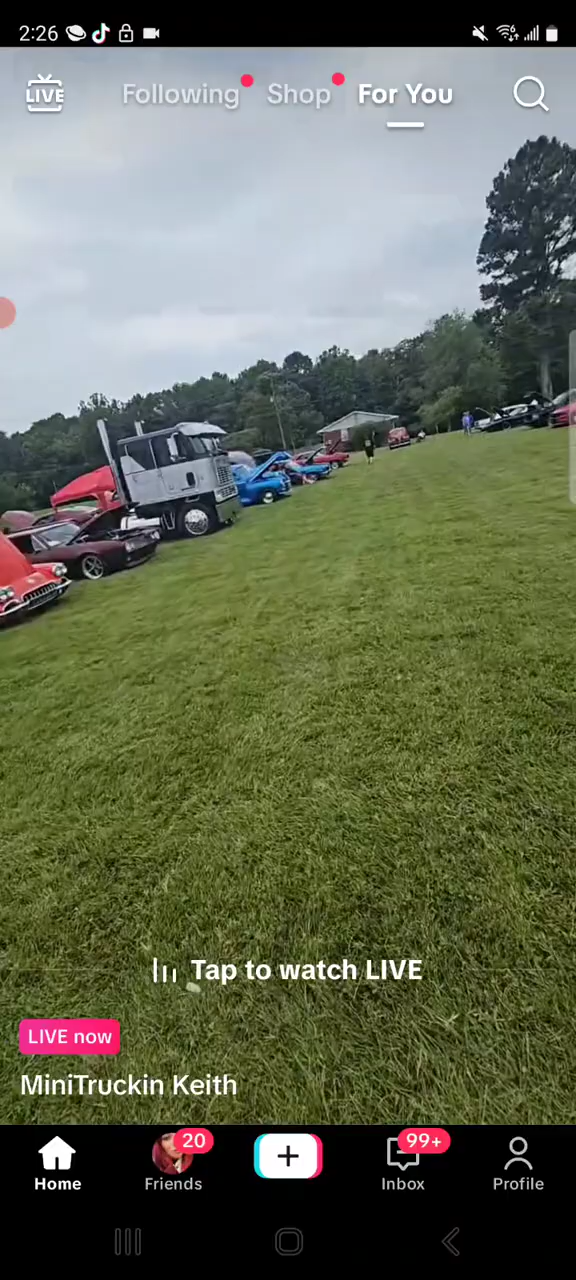 2:26
LIVE
Following
Shop
For You
Tap to watch LIVE
LIVE now
MiniTruckin Keith
20
99+
Home
Friends
Inbox
Profile